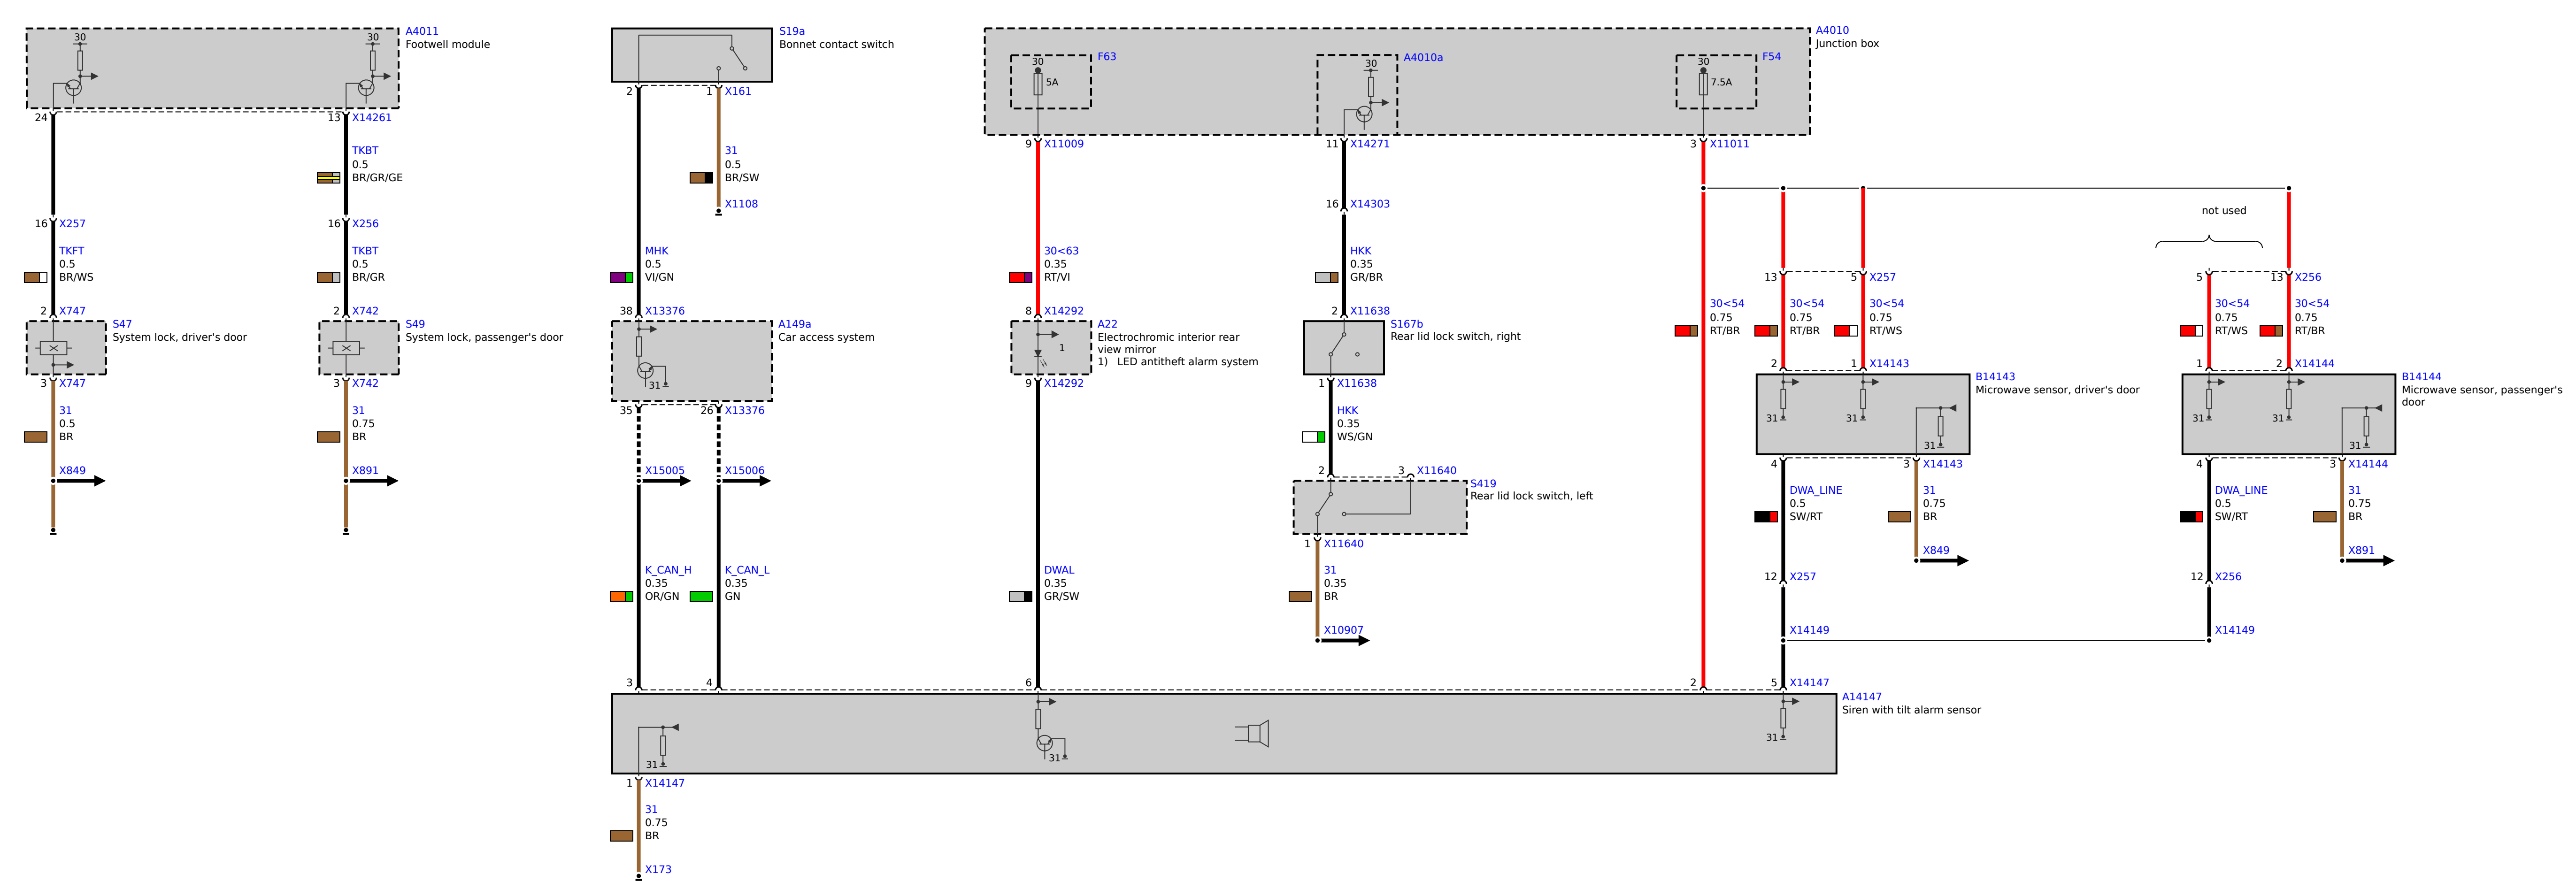 A4011
Footwell module
30
30
24
13
X14261
TKBT
0.5
BR/GR/GE
16
X257
16
X256
TKFT
0.5
BR/WS
TKBT
0.5
BR/GR
2
X747
2
X742
S47
System lock, driver's door
S49
System lock, passenger's door
3
X747
3
X742
31
0.5
BR
31
0.75
BR
X849
X891
S19a
Bonnet contact switch
2
1
X161
31
0.5
BR/SW
X1108
MHK
0.5
VI/GN
38
X13376
A149a
Car access system
31
35
26
X13376
X15005
X15006
K_CAN_H
0.35
OR/GN
K_CAN_L
0.35
GN
3
4
A4010
Junction box
F63
30
5A
A4010a
30
F54
30
7.5A
9
X11009
11
X14271
3
X11011
16
X14303
30<63
0.35
RT/VI
HKK
0.35
GR/BR
8
X14292
2
X11638
A22
Electrochromic interior rear
view mirror
1) LED antitheft alarm system
1
S167b
Rear lid lock switch, right
9
X14292
1
X11638
HKK
0.35
WS/GN
2
3
X11640
S419
Rear lid lock switch, left
1
X11640
DWAL
0.35
GR/SW
31
0.35
BR
X10907
6
not used
13
5
X257
5
13
X256
30<54
0.75
RT/BR
30<54
0.75
RT/BR
30<54
0.75
RT/WS
30<54
0.75
RT/WS
30<54
0.75
RT/BR
2
1
X14143
1
2
X14144
B14143
Microwave sensor, driver's door
31
31
31
B14144
Microwave sensor, passenger's
door
31
31
31
4
3
X14143
4
3
X14144
DWA_LINE
0.5
SW/RT
31
0.75
BR
DWA_LINE
0.5
SW/RT
31
0.75
BR
X849
X891
12
X257
12
X256
X14149
X14149
2
5
X14147
A14147
Siren with tilt alarm sensor
31
31
31
1
X14147
31
0.75
BR
X173